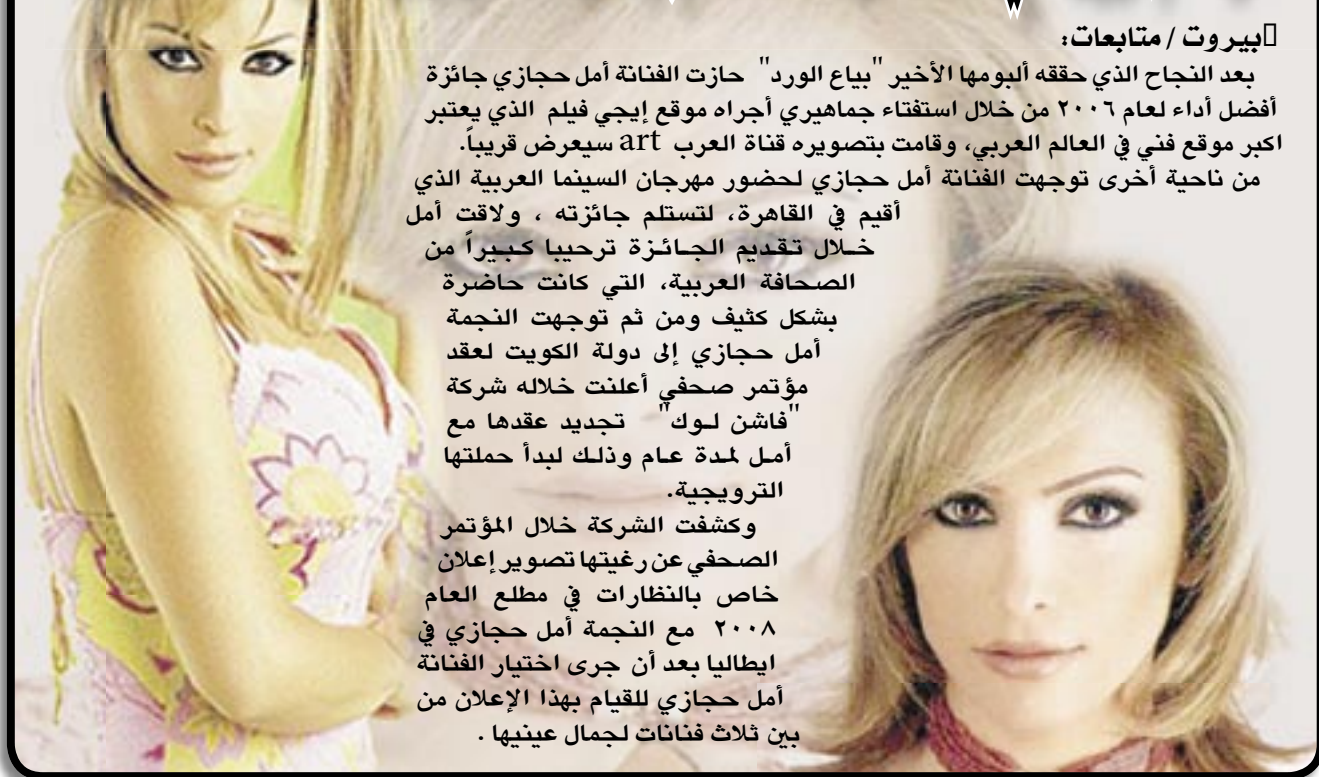 بيروت / متابعات:
بعد النجاح الذي حققه ألبومها الأخير "بياع الورد" حازت الفنانة أمل حجازي جائزة
أفضل أداء لعام ٢٠٠٦ من خلال استفتاء جماهيري أجراه موقع إيجي فيلم الذي يعتبر
اكبر موقع فني في العالم العربي، وقامت بتصويره قناة العرب art سيعرض قريباً.
من ناحية أخرى توجهت الفنانة أمل حجازي لحضور مهرجان السينما العربية الذي
أقيم في القاهرة، لتستلم جائزته ، ولاقت أمل
خلال تقديم الجائزة ترحيبا كبيراً من
الصحافة العربية، التي كانت حاضرة
بشكل كثيف ومن ثم توجهت النجمة
أمل حجازي إلى دولة الكويت لعقد
مؤتمر صحفي أعلنت خلاله شركة
"فاشن لوك" تجديد عقدها مع
أمل لمدة عام وذلك لبدأ حملتها
الترويجية.
وكشفت الشركة خلال المؤتمر
الصحفي عن رغيتها تصوير إعلان
خاص بالنظارات في مطلع العام
٢٠٠٨ مع النجمة أمل حجازي في
ايطاليا بعد أن جرى اختيار الفنانة
أمل حجازي للقيام بهذا الإعلان من
بين ثلاث فنانات لجمال عينيها .